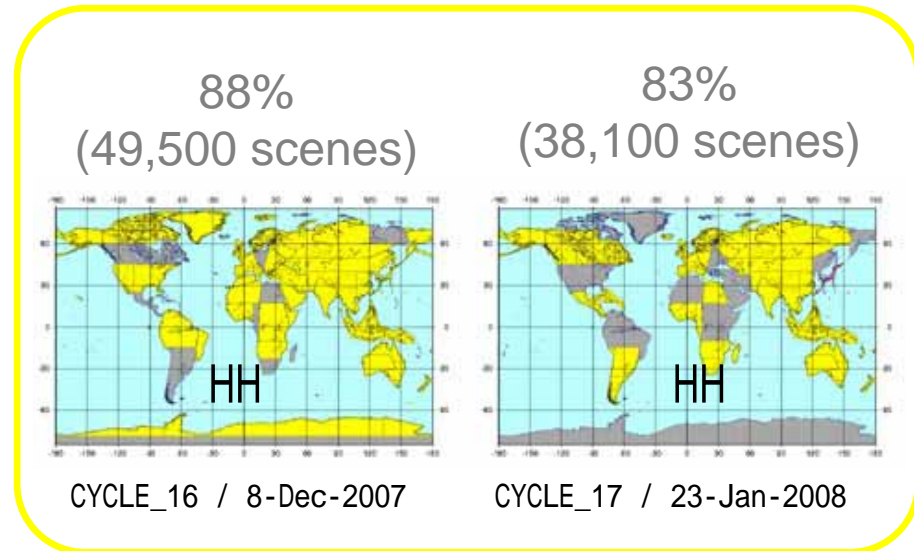 88%
(49,500 scenes)
83%
(38,100 scenes)
HH
HH
CYCLE_16 / 8-Dec-2007
CYCLE_17 / 23-Jan-2008